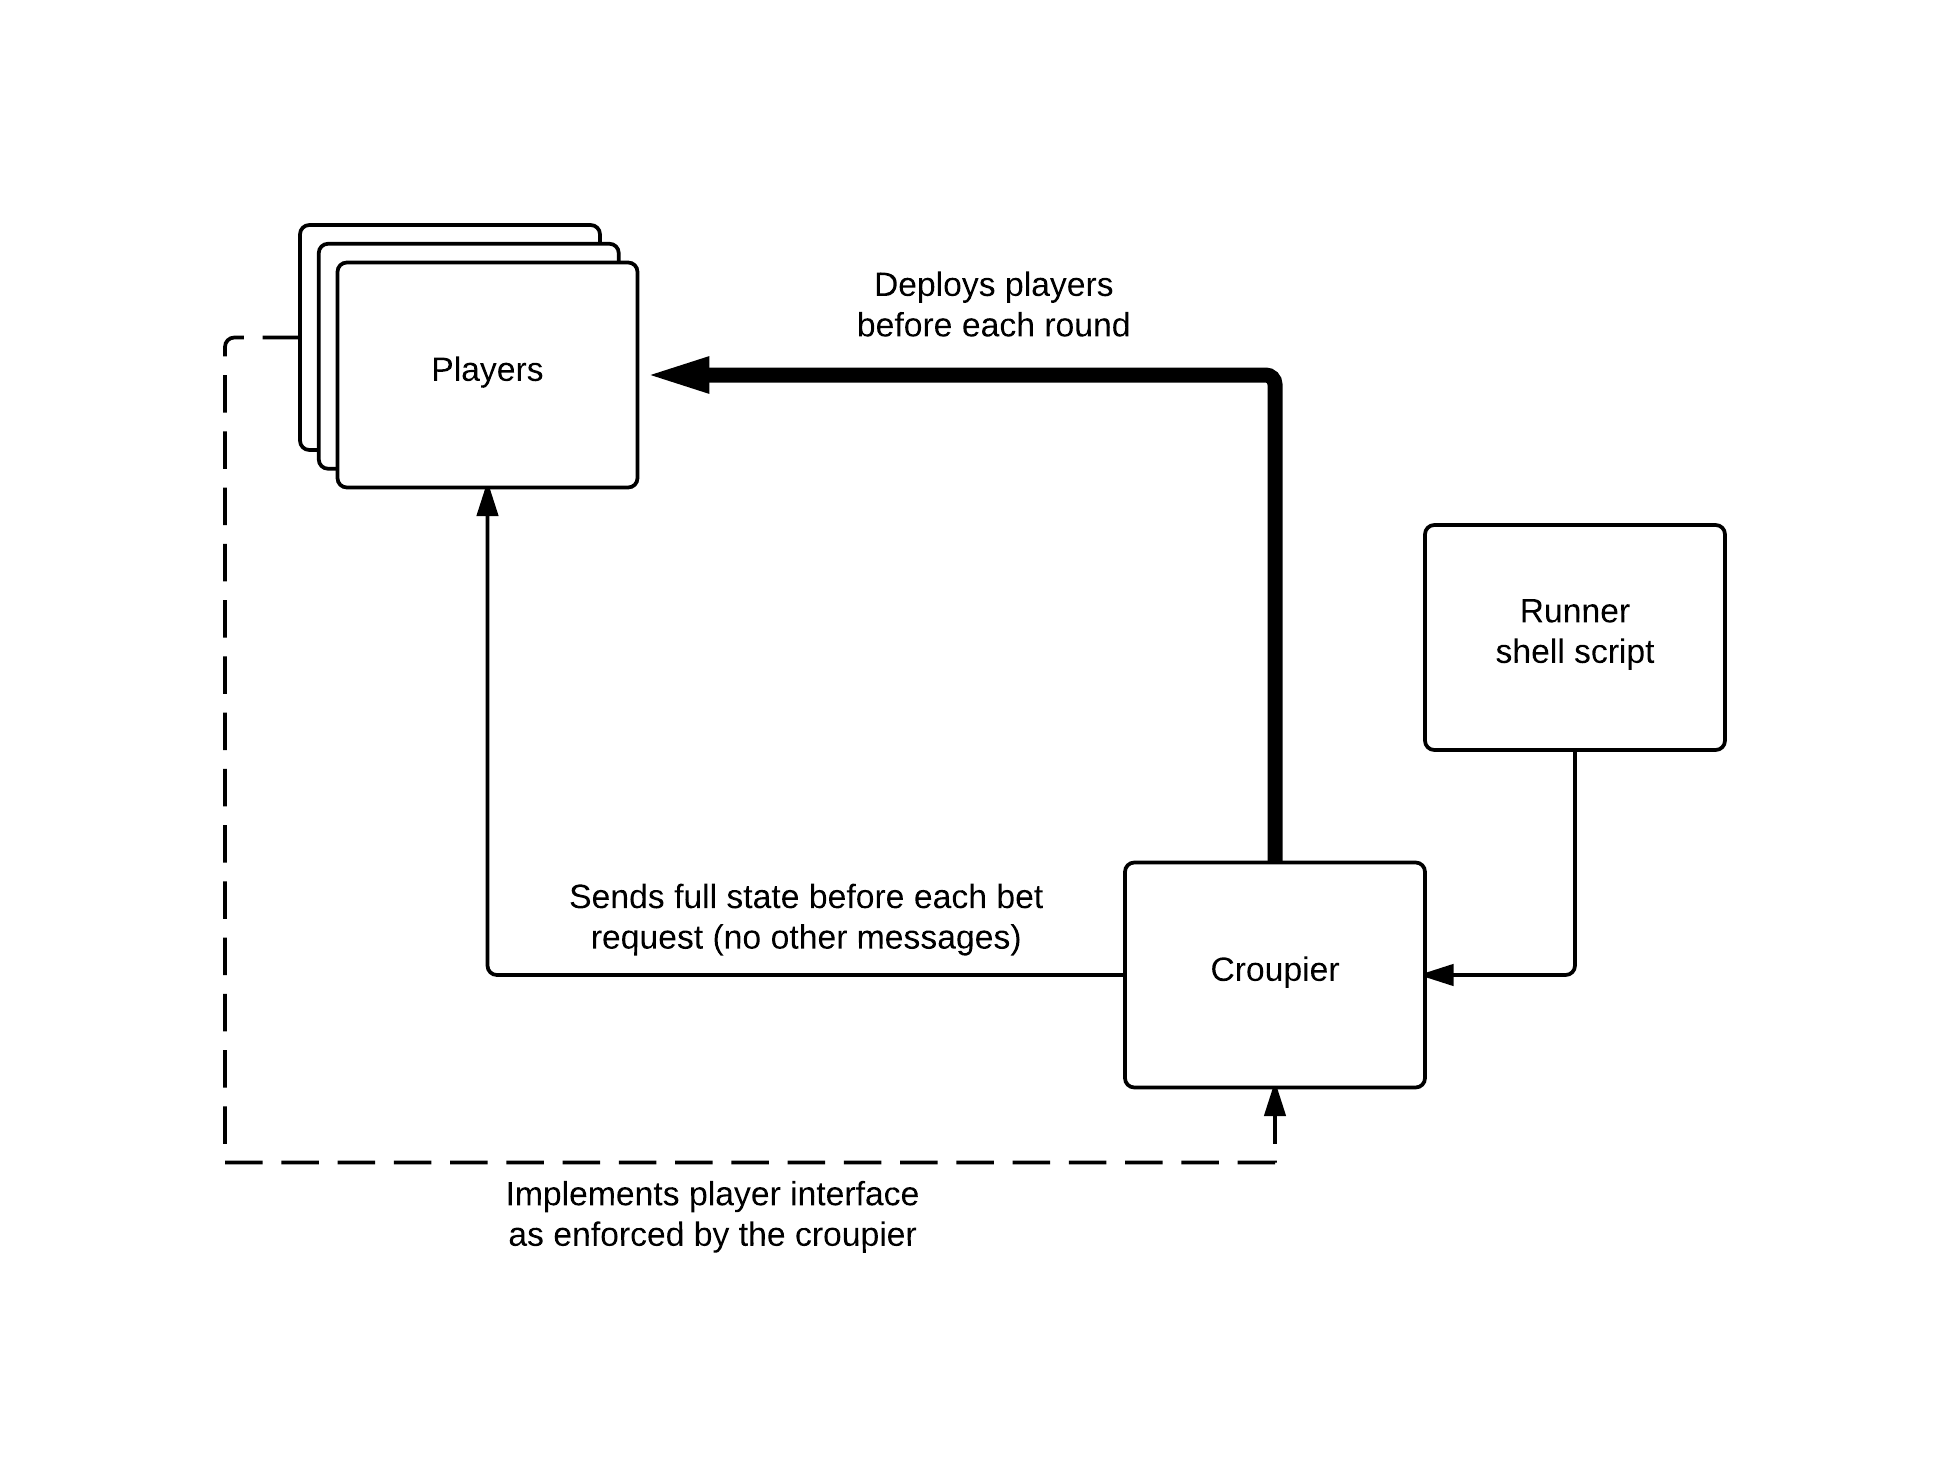 Deploys players
before each round
Players
Runner
shell script
Sends full state before each bet
request (no other messages)
Croupier
Implements player interface
as enforced by the croupier